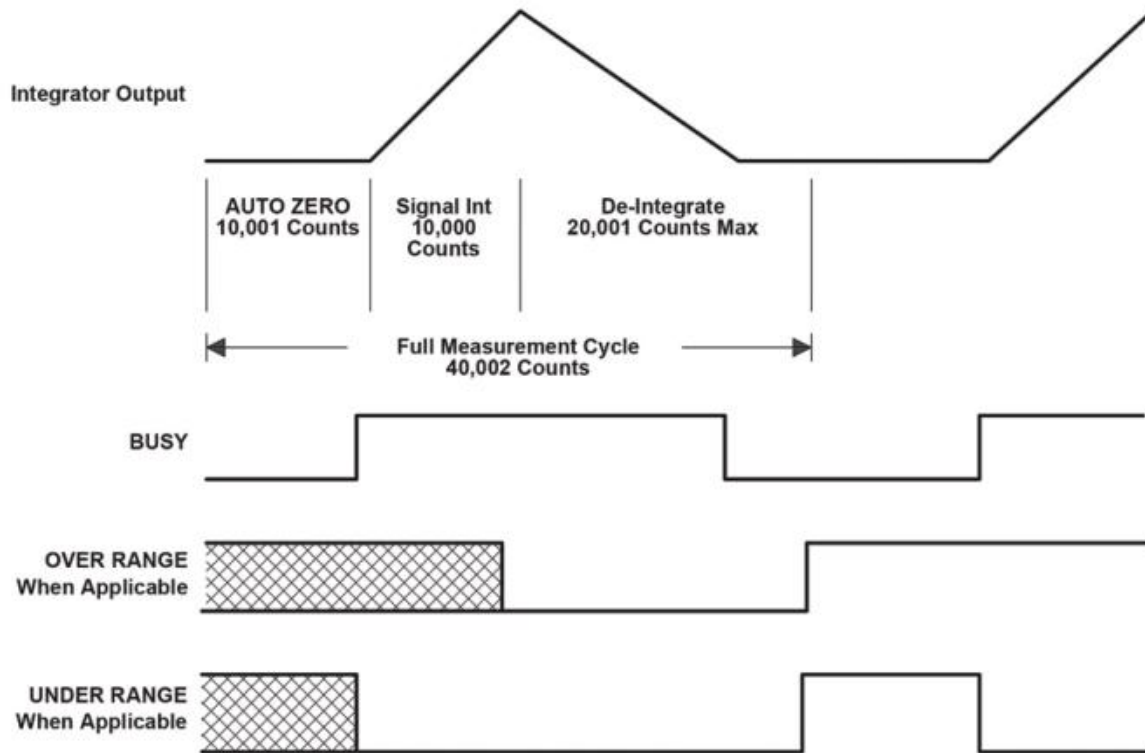 Integrator Output
AUTO ZERO
10,001 Counts
Signal Int
10,000
Counts
De-Integrate
20,001 Counts Max
Full Measurement Cycle
40,002 Counts
BUSY
OVER RANGE
When Applicable
UNDER RANGE
When Applicable